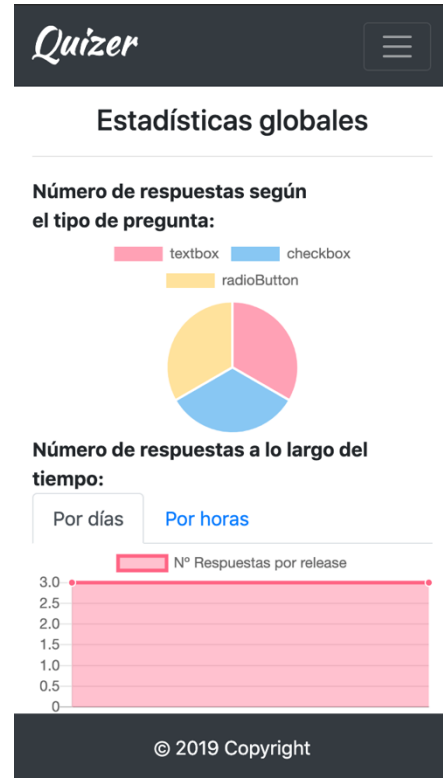 Quizer
Estadísticas globales
Número de respuestas según
el tipo de pregunta:
textbox checkbox
radioButton
Número de respuestas a lo largo del
tiempo:
Por días Por horas
Nº Respuestas por release
3.0
2.5
2.0
1.5
1.0
0.5
0
© 2019 Copyright